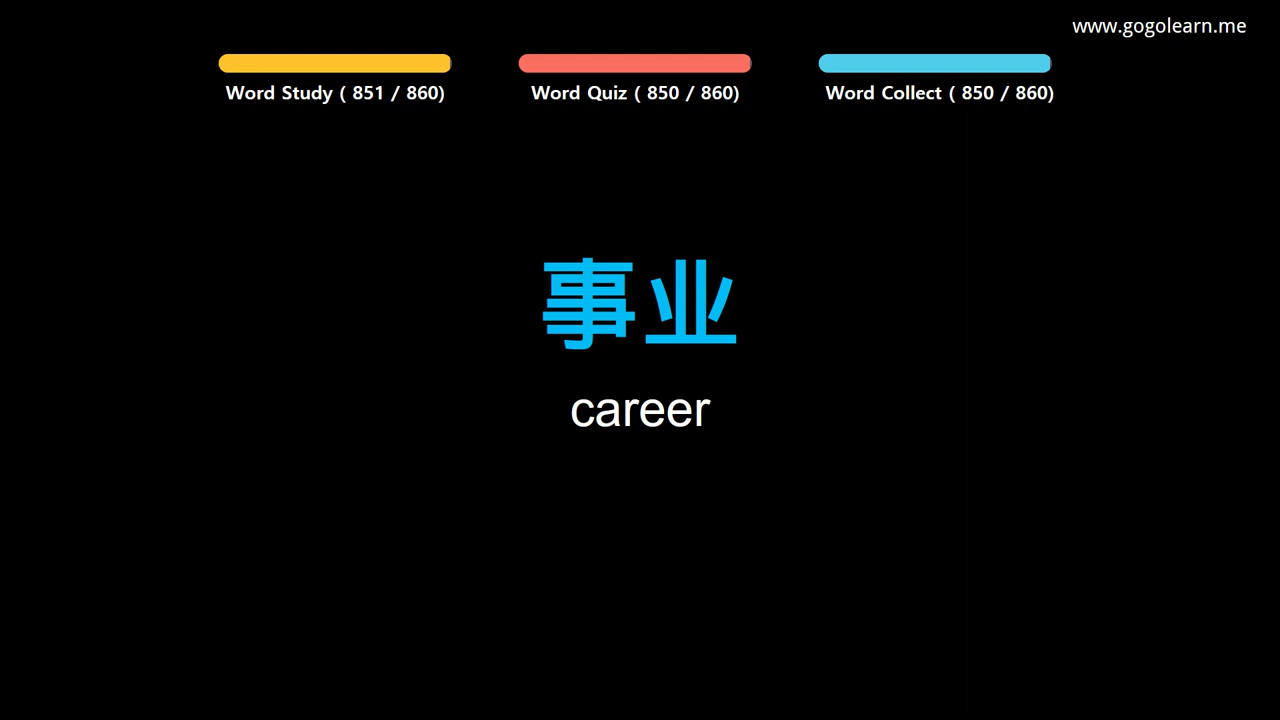 www.gogolearn.me
Word Study ( 851 / 860)
Word Quiz ( 850 / 860)
Word Collect ( 850 / 860)
事业
career